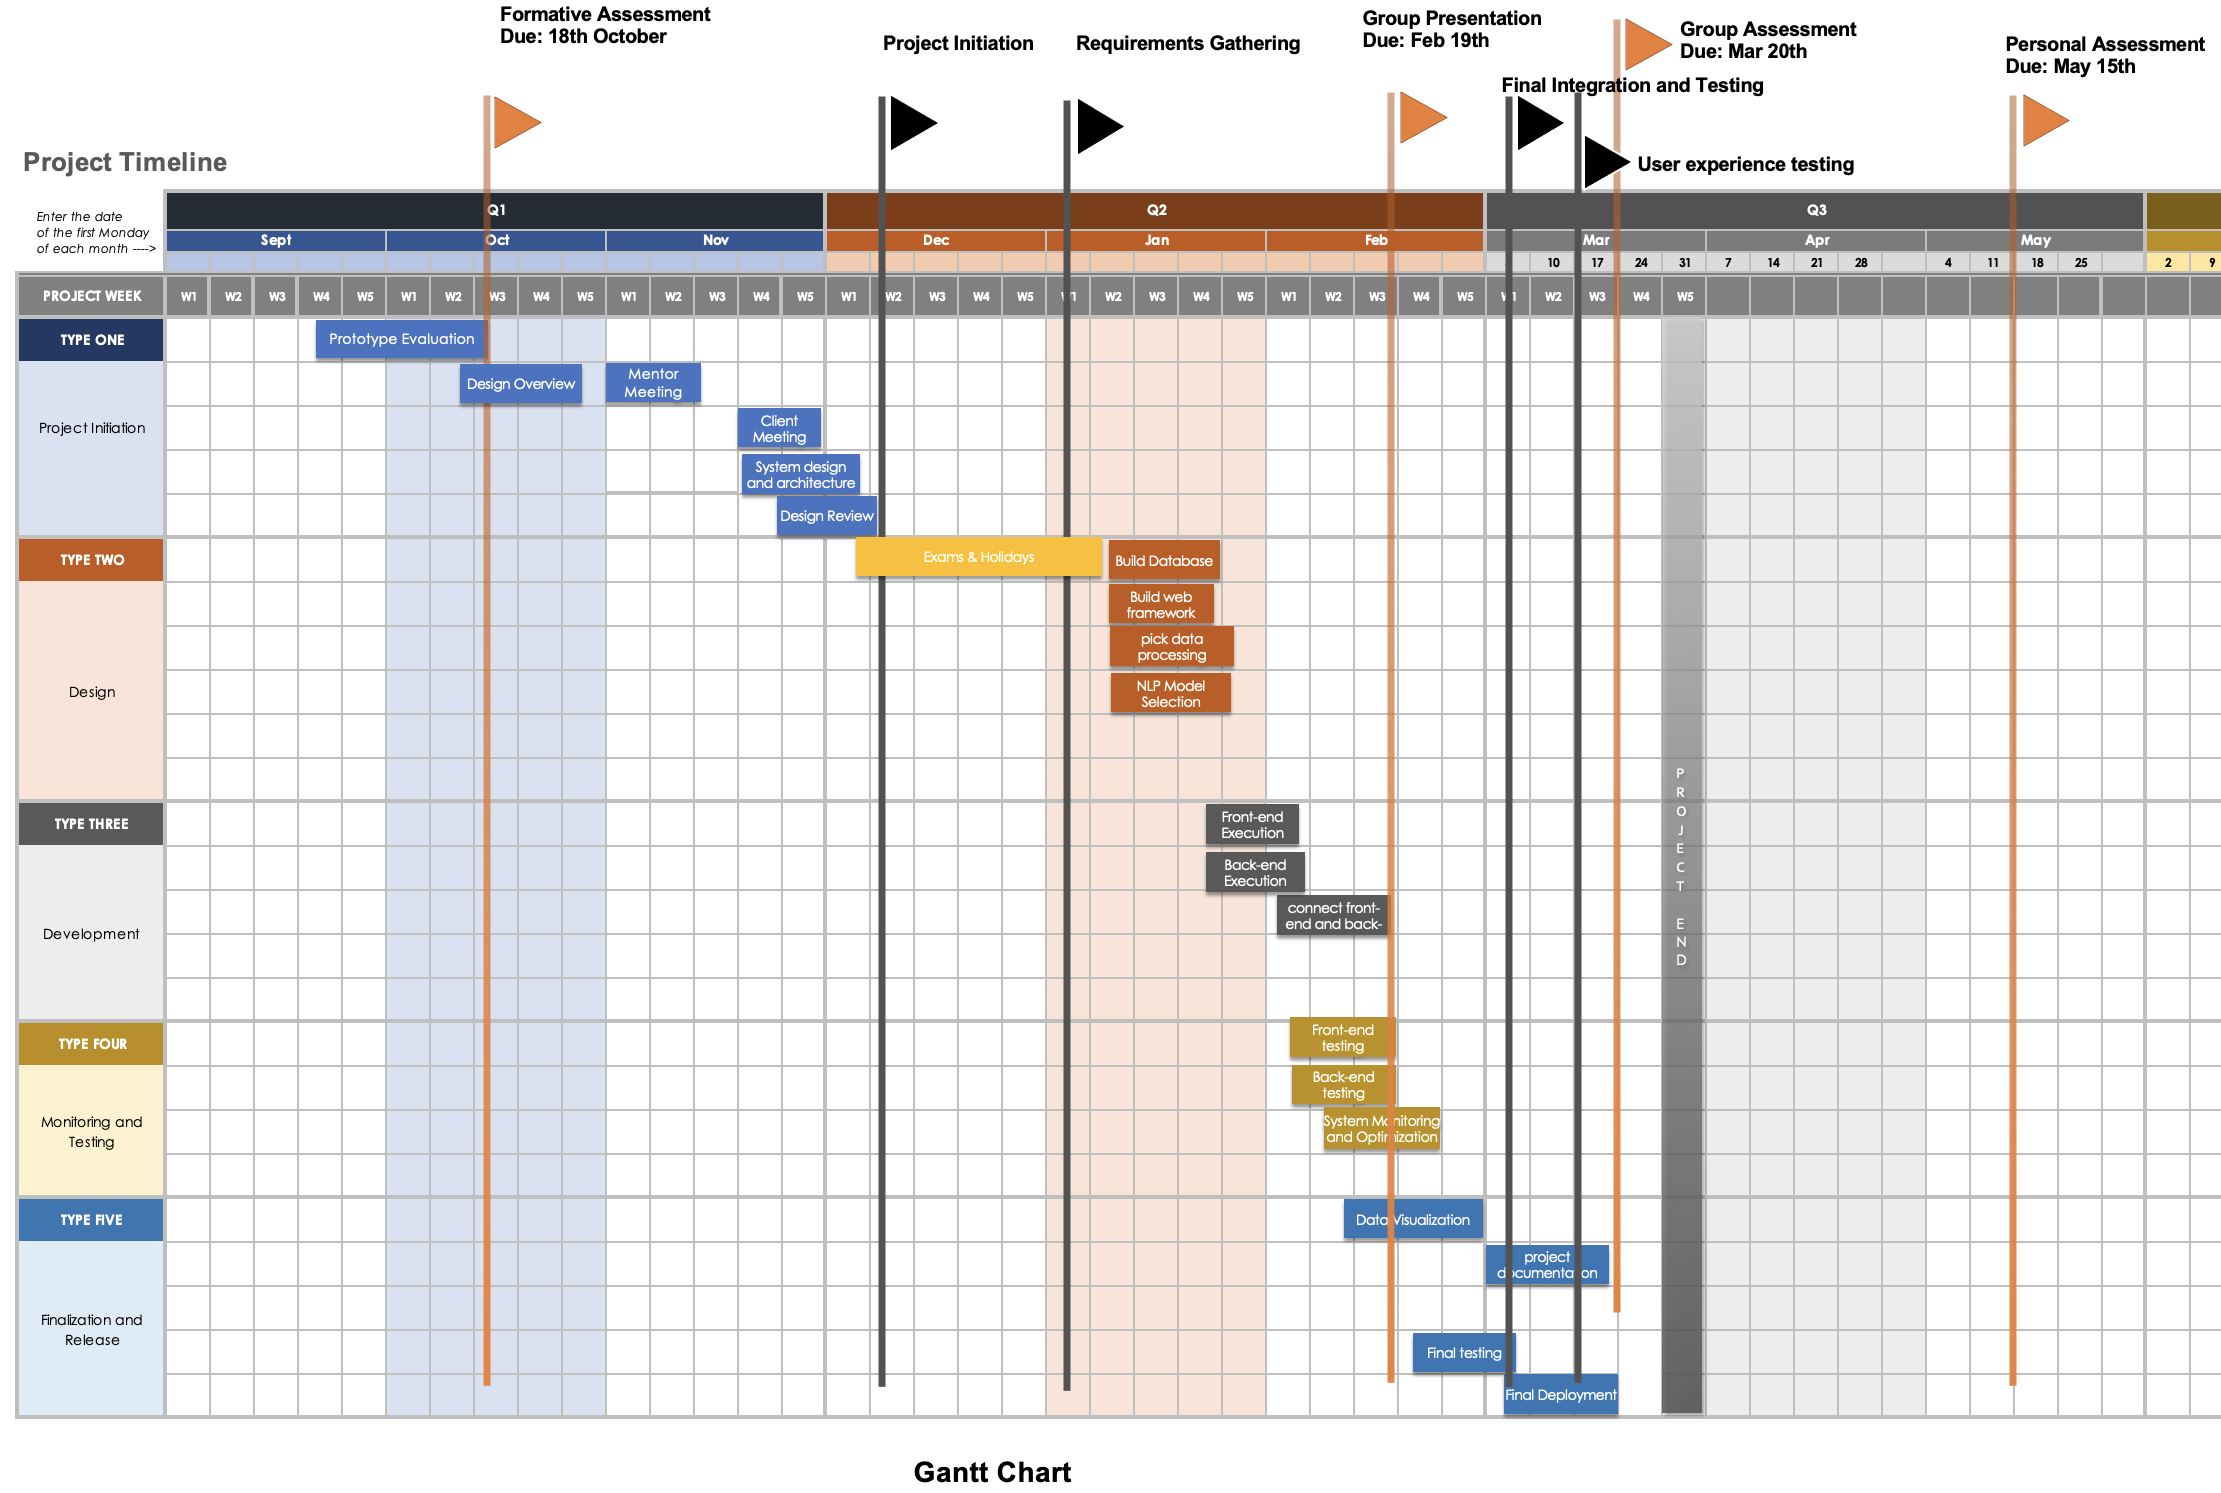 Formative Assessment
Due: 18th October
Project Initiation
Requirements Gathering
Group Presentation
Due: Feb 19th
Group Assessment
Due: Mar 20th
Personal Assessment
Due: May 15th
Final Integration and Testing
User experience testing
Project Timeline
Enter the date
of the first Monday
of each month ---->
Q1 Q2 Q3
Sept Oct Nov Dec Jan Feb Mar Apr May
10 17 24 31 7 14 21 28 4 11 18 25 2 9
PROJECT WEEK W1 W2 W3 W4 W5 W1 W2 W3 W4 W5 W1 W2 W3 W4 W5 W1 W2 W3 W4 W5 W1 W2 W3 W4 W5 W1 W2 W3 W4 W5 W1 W2 W3 W4 W5
TYPE ONE
Prototype Evaluation
Design Overview
Mentor
Meeting
Project Initiation
Client
Meeting
System design
and architecture
Design Review
TYPE TWO
Exams & Holidays
Build Database
Build web
framework
pick data
processing
Design
NLP Model
Selection
PROJECT END
TYPE THREE
Front-end
Execution
Back-end
Execution
connect front-
end and back-
Development
TYPE FOUR
Front-end
testing
Back-end
testing
System Monitoring
and Optimization
Monitoring and
Testing
TYPE FIVE
Data Visualization
project
documentation
Finalization and
Release
Final testing
Final Deployment
Gantt Chart